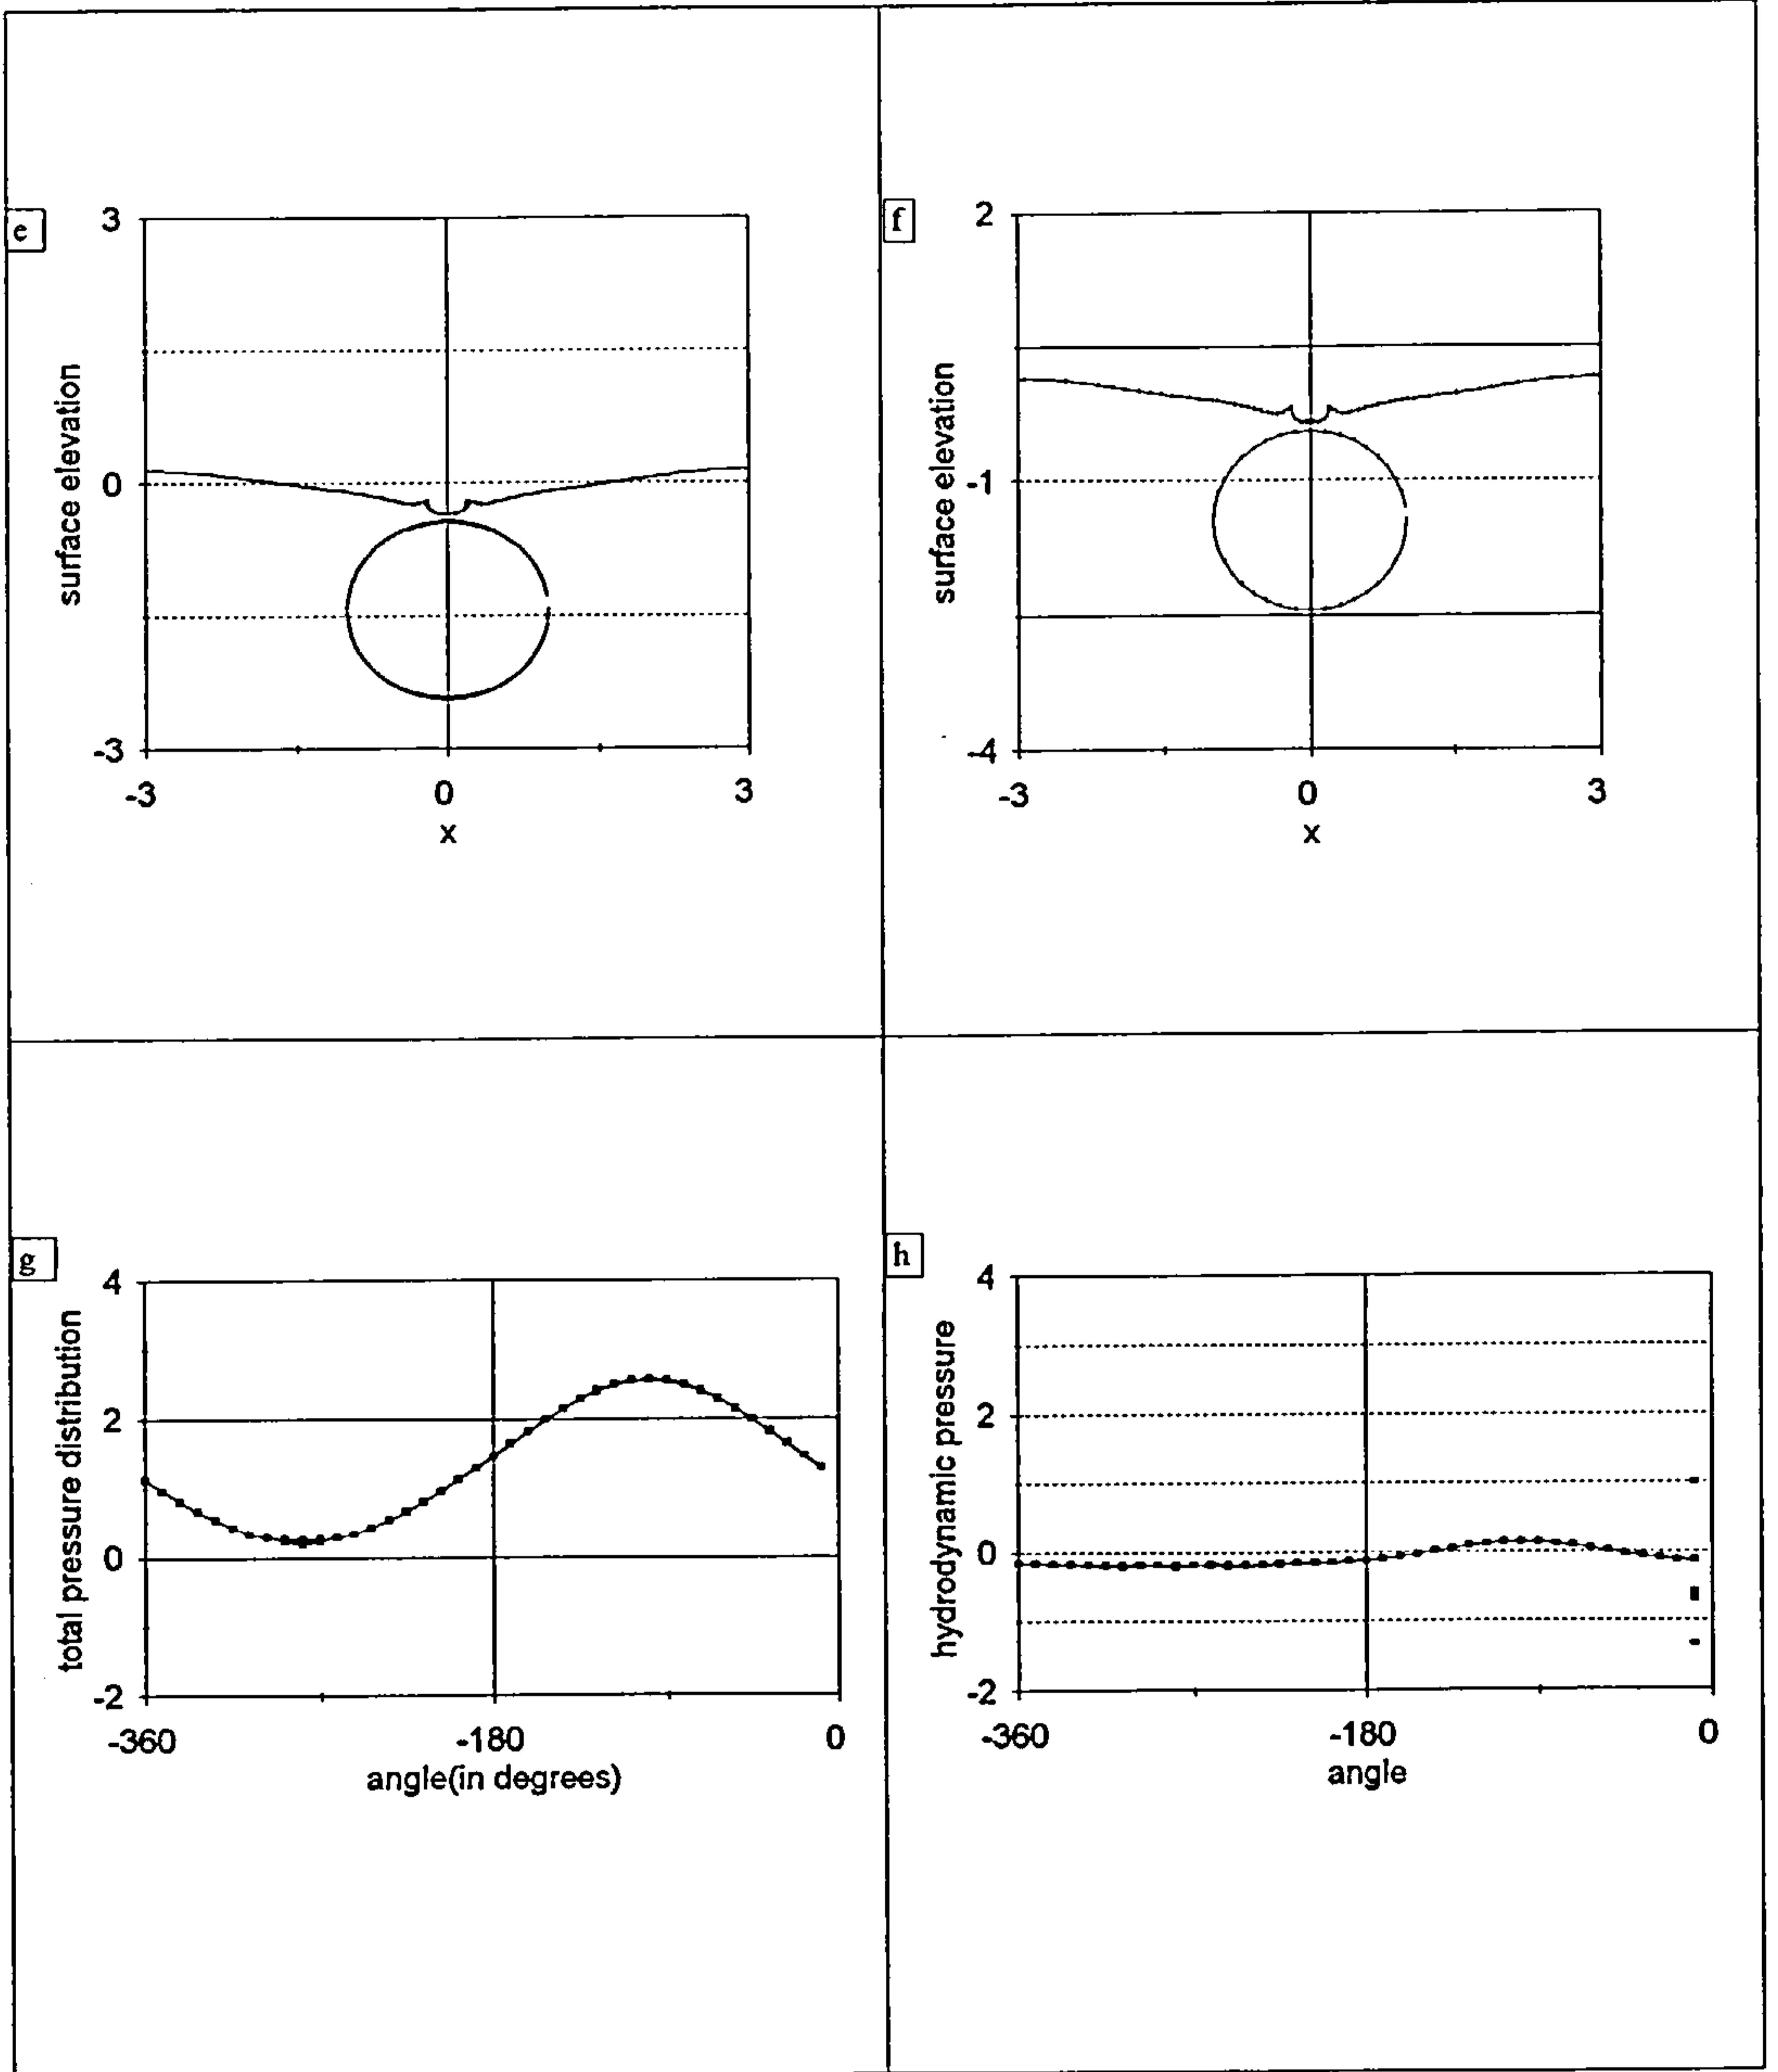 e
3
surface elevation
0
-3
-3 0 3
x
f
2
surface elevation
-1
-4
-3 0 3
x
g
4
total pressure distribution
2
0
-2
-360 -180 0
angle(in degrees)
h
4
hydrodynamic pressure
2
0
-2
-360 -180 0
angle